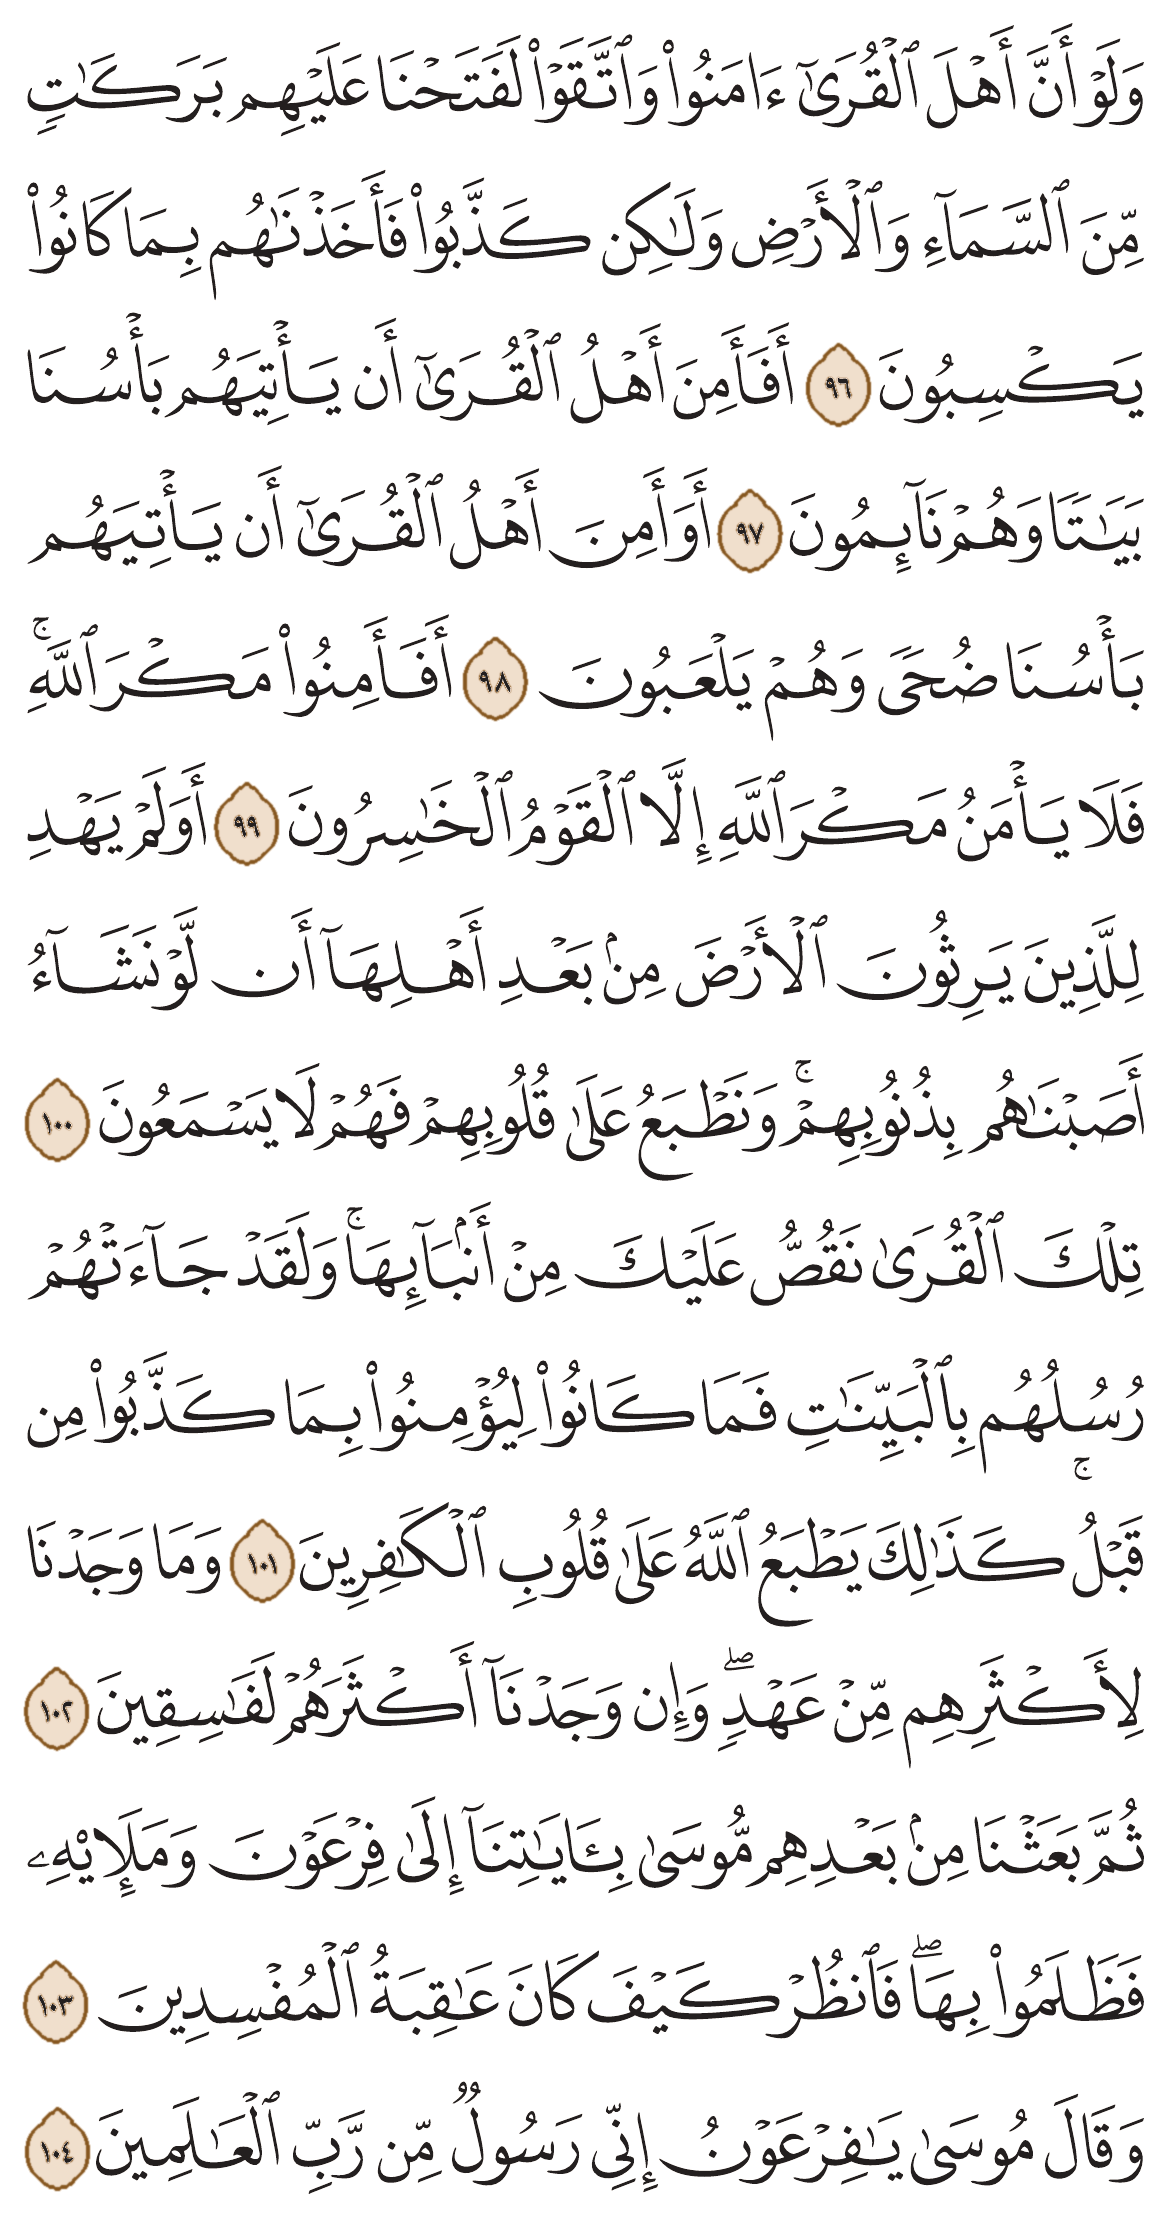 وَلَوۡ أَنَّ أَهۡلَ ٱلۡقُرَىٰٓ ءَامَنُواْ وَٱتَّقَوۡاْ لَفَتَحۡنَا عَلَيۡهِم بَرَكَٰتٖ
مِّنَ ٱلسَّمَآءِ وَٱلۡأَرۡضِ وَلَٰكِن كَذَّبُواْ فَأَخَذۡنَٰهُم بِمَا كَانُواْ
يَكۡسِبُونَ ٩٦ أَفَأَمِنَ أَهۡلُ ٱلۡقُرَىٰٓ أَن يَأۡتِيَهُم بَأۡسُنَا
بَيَٰتٗا وَهُمۡ نَآئِمُونَ ٩٧ أَوَأَمِنَ أَهۡلُ ٱلۡقُرَىٰٓ أَن يَأۡتِيَهُم
بَأۡسُنَا ضُحٗى وَهُمۡ يَلۡعَبُونَ ٩٨ أَفَأَمِنُواْ مَكۡرَ ٱللَّهِۚ
فَلَا يَأۡمَنُ مَكۡرَ ٱللَّهِ إِلَّا ٱلۡقَوۡمُ ٱلۡخَٰسِرُونَ ٩٩ أَوَلَمۡ يَهۡدِ
لِلَّذِينَ يَرِثُونَ ٱلۡأَرۡضَ مِنۢ بَعۡدِ أَهۡلِهَآ أَن لَّوۡ نَشَآءُ
أَصَبۡنَٰهُم بِذُنُوبِهِمۡۚ وَنَطۡبَعُ عَلَىٰ قُلُوبِهِمۡ فَهُمۡ لَا يَسۡمَعُونَ ١٠٠
تِلۡكَ ٱلۡقُرَىٰ نَقُصُّ عَلَيۡكَ مِنۡ أَنۢبَآئِهَاۚ وَلَقَدۡ جَآءَتۡهُمۡ
رُسُلُهُم بِٱلۡبَيِّنَٰتِ فَمَا كَانُواْ لِيُؤۡمِنُواْ بِمَا كَذَّبُواْ مِن
قَبۡلُۚ كَذَٰلِكَ يَطۡبَعُ ٱللَّهُ عَلَىٰ قُلُوبِ ٱلۡكَٰفِرِينَ ١٠١ وَمَا وَجَدۡنَا
لِأَكۡثَرِهِم مِّنۡ عَهۡدٖۖ وَإِن وَجَدۡنَآ أَكۡثَرَهُمۡ لَفَٰسِقِينَ ١٠٢
ثُمَّ بَعَثۡنَا مِنۢ بَعۡدِهِم مُّوسَىٰ بِـَٔايَٰتِنَآ إِلَىٰ فِرۡعَوۡنَ وَمَلَإِيْهِۦ
فَظَلَمُواْ بِهَاۖ فَٱنظُرۡ كَيۡفَ كَانَ عَٰقِبَةُ ٱلۡمُفۡسِدِينَ ١٠٣
وَقَالَ مُوسَىٰ يَٰفِرۡعَوۡنُ إِنِّي رَسُولٞ مِّن رَّبِّ ٱلۡعَٰلَمِينَ ١٠٤